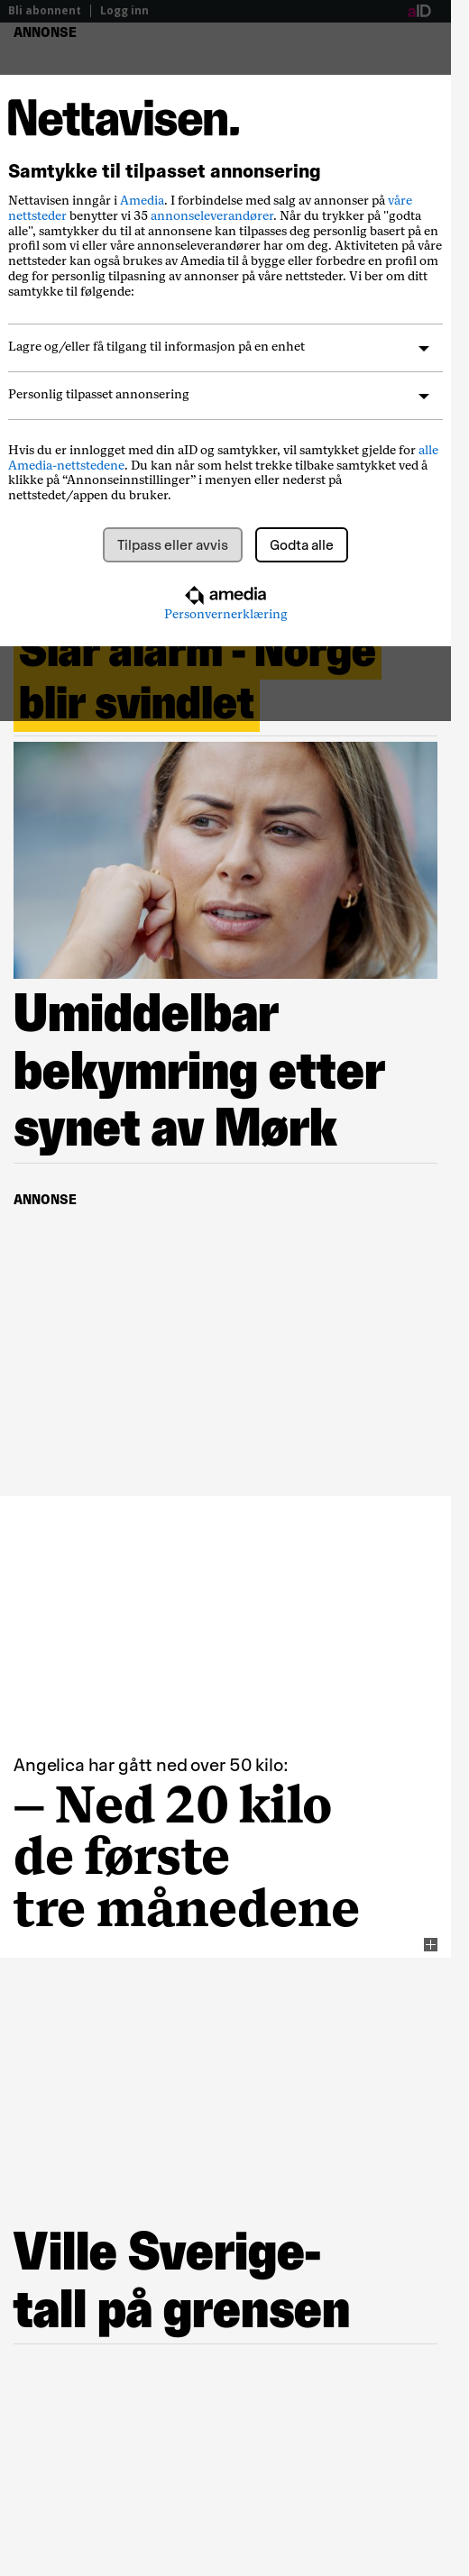 Bli abonnent
Logg inn
aID
ANNONSE
Nettavisen.
Samtykke til tilpasset annonsering
Nettavisen inngår i Amedia. I forbindelse med salg av annonser på våre
nettsteder benytter vi 35 annonseleverandører. Når du trykker på "godta
alle", samtykker du til at annonsene kan tilpasses deg personlig basert på en
profil som vi eller våre annonseleverandører har om deg. Aktiviteten på våre
nettsteder kan også brukes av Amedia til å bygge eller forbedre en profil om
deg for personlig tilpasning av annonser på våre nettsteder. Vi ber om ditt
samtykke til følgende:
Lagre og/eller få tilgang til informasjon på en enhet
Personlig tilpasset annonsering
Hvis du er innlogget med din aID og samtykker, vil samtykket gjelde for alle
Amedia-nettstedene. Du kan når som helst trekke tilbake samtykket ved å
klikke på “Annonseinnstillinger” i menyen eller nederst på
nettstedet/appen du bruker.
Tilpass eller avvis
Godta alle
amedia
Personvernerklæring
Slår alarm - Norge
blir svindlet
Umiddelbar
bekymring etter
synet av Mørk
ANNONSE
Angelica har gått ned over 50 kilo:
– Ned 20 kilo
de første
tre månedene
Ville Sverige-
tall på grensen